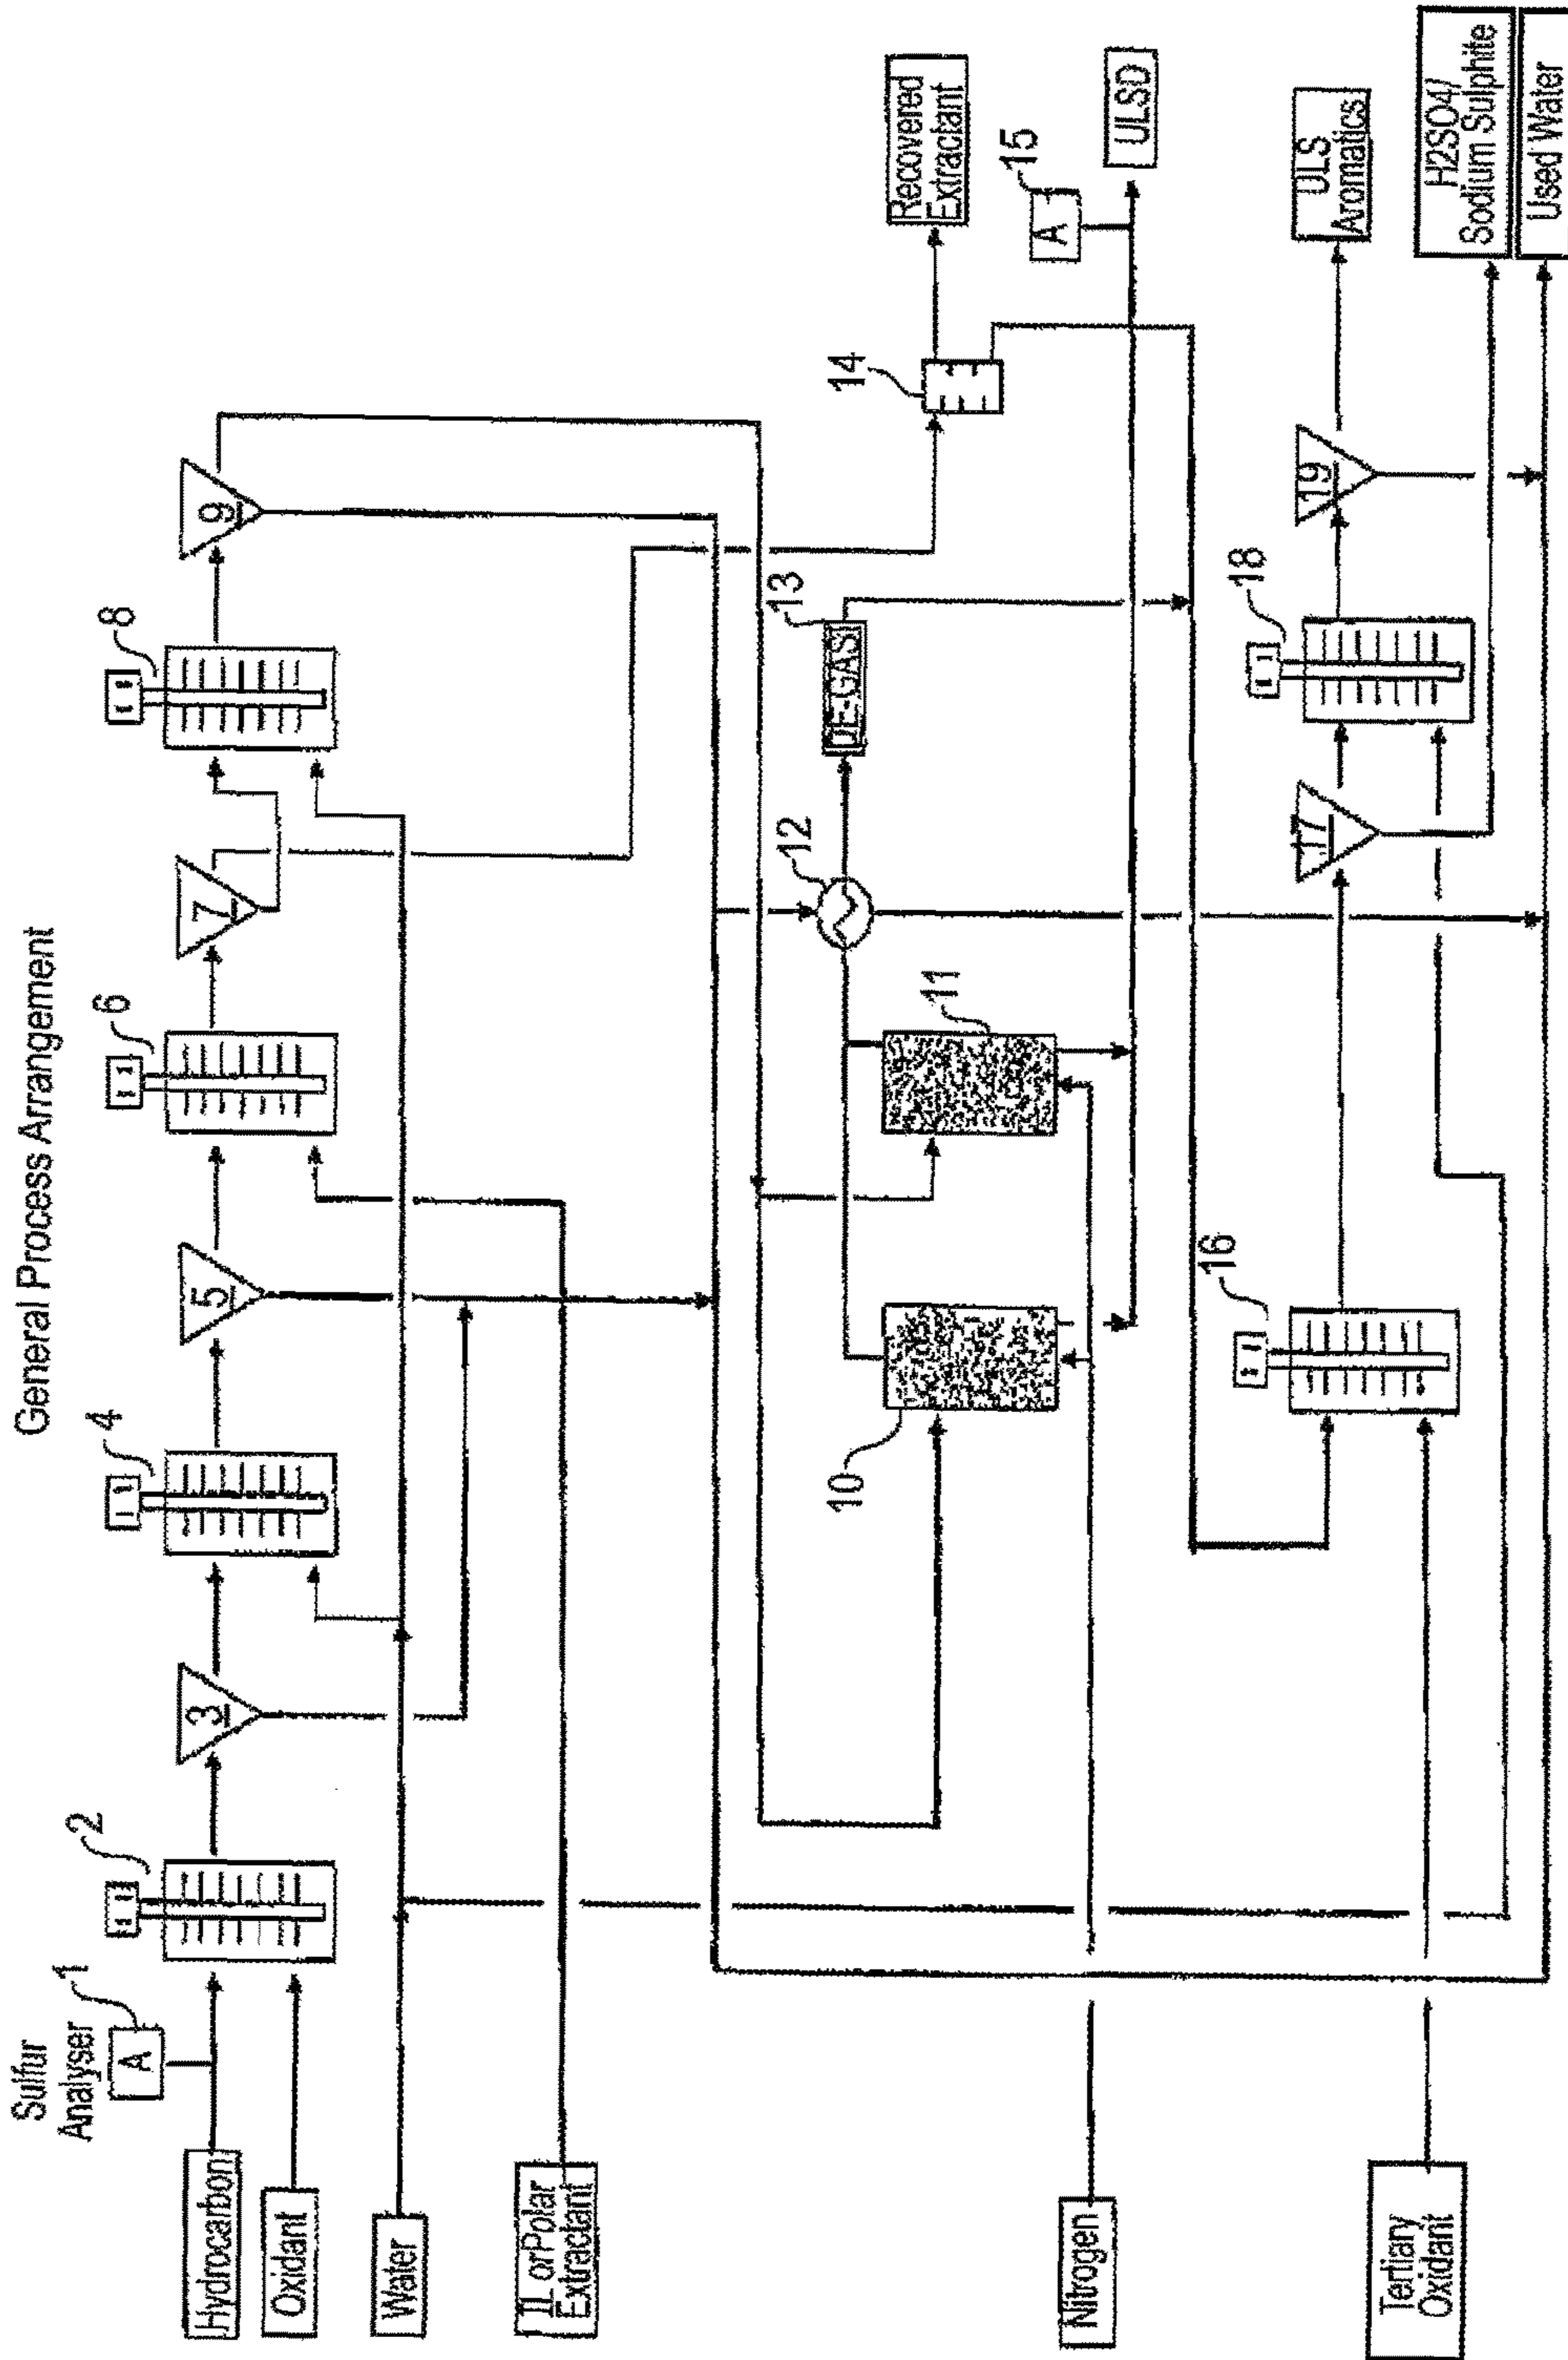 General Process Arrangement
Sulfur
Analyser
A
1
2
3
4
5
6
7
8
9
Hydrocarbon
Oxidant
Water
IL or Polar
Extractant
Nitrogen
Tertiary
Oxidant
10
11
12
13
DE-GAS
14
Recovered
Extractant
A
15
ULSD
16
17
18
19
ULS
Aromatics
H2SO4/
Sodium Sulphite
Used Water